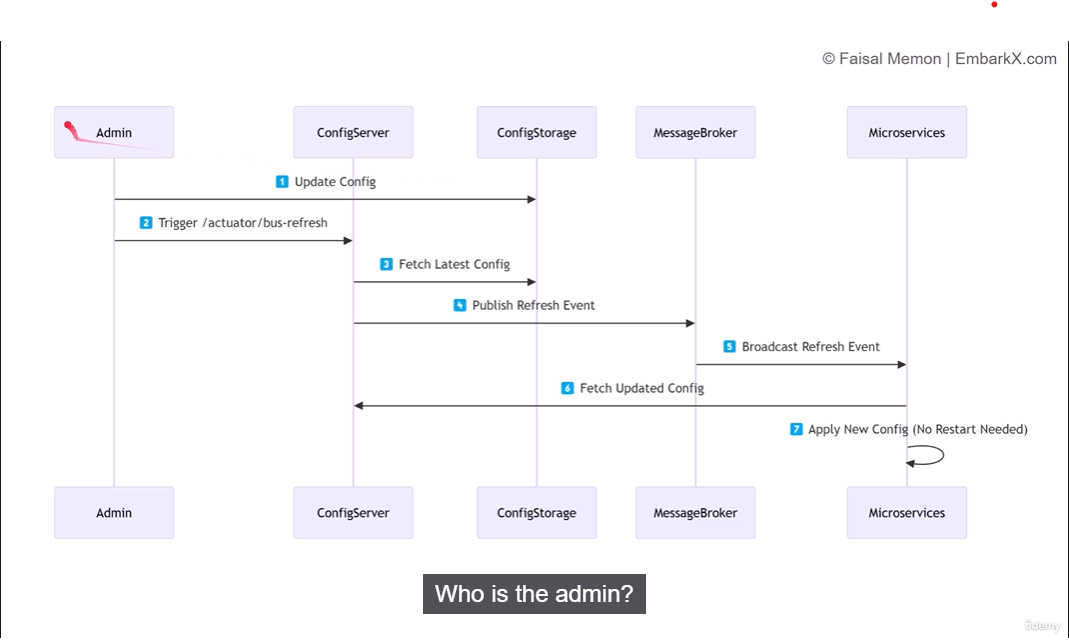 © Faisal Memon | EmbarkX.com
Admin
ConfigServer
ConfigStorage
MessageBroker
Microservices
1 Update Config
2 Trigger /actuator/bus-refresh
3 Fetch Latest Config
4 Publish Refresh Event
5 Broadcast Refresh Event
6 Fetch Updated Config
7 Apply New Config (No Restart Needed)
Admin
ConfigServer
ConfigStorage
MessageBroker
Microservices
Who is the admin?
ûdemy